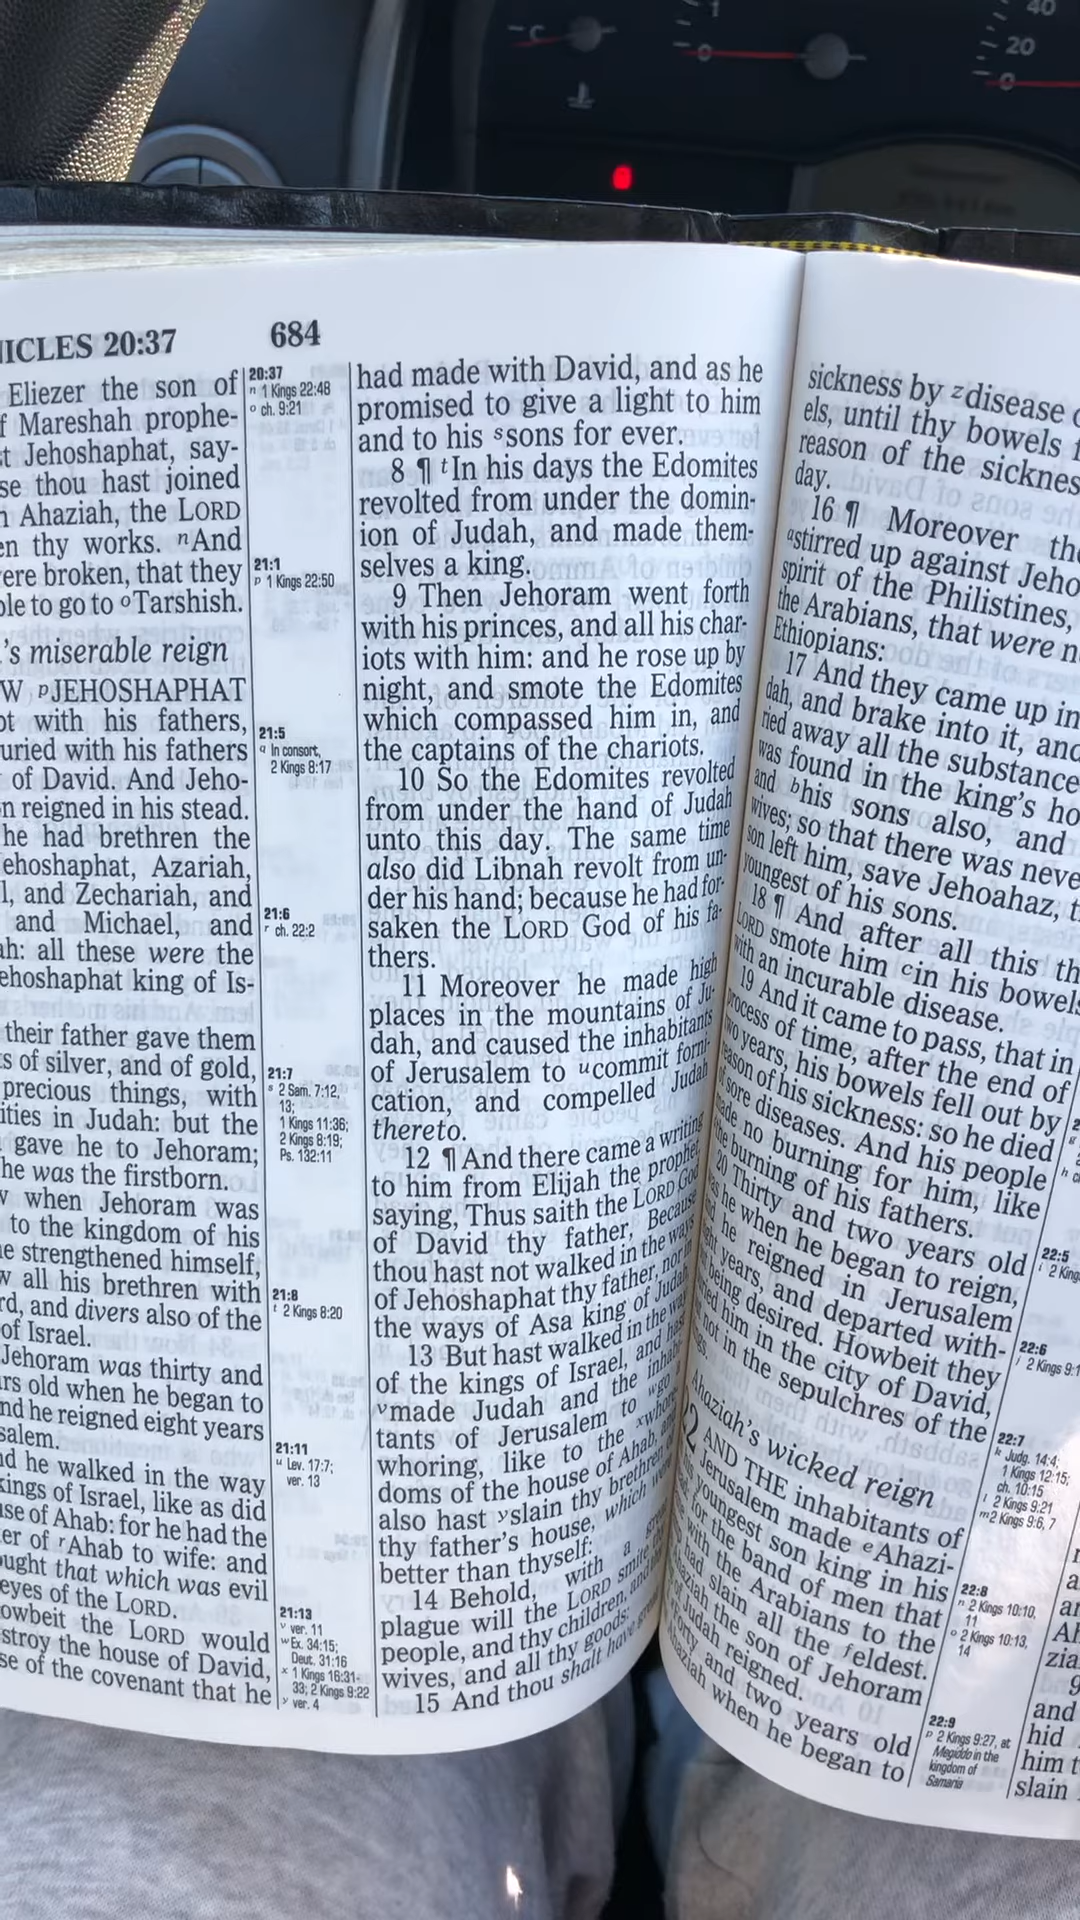 C
1
0
40
20
0
NICLES 20:37
684
Eliezer the son of
f Mareshah prophe-
t Jehoshaphat, say-
se thou hast joined
h Ahaziah, the LORD
en thy works. ⁿAnd
ere broken, that they
ble to go to ᵒTarshish.
's miserable reign
W ᵖJEHOSHAPHAT
pt with his fathers,
uried with his fathers
of David. And Jeho-
n reigned in his stead.
he had brethren the
ehoshaphat, Azariah,
l, and Zechariah, and
and Michael, and
ah: all these were the
ehoshaphat king of Is-
their father gave them
ts of silver, and of gold,
precious things, with
ities in Judah: but the
gave he to Jehoram;
he was the firstborn.
w when Jehoram was
to the kingdom of his
he strengthened himself,
w all his brethren with
rd, and divers also of the
of Israel.
Jehoram was thirty and
rs old when he began to
nd he reigned eight years
salem.
nd he walked in the way
kings of Israel, like as did
use of Ahab: for he had the
er of ʳAhab to wife: and
ought that which was evil
eyes of the LORD.
owbeit the LORD would
stroy the house of David,
se of the covenant that he
20:37
ⁿ 1 Kings 22:48
ᵒ ch. 9:21
21:1
ᵖ 1 Kings 22:50
21:5
q In consort,
2 Kings 8:17
21:6
ʳ ch. 22:2
21:7
ˢ 2 Sam. 7:12,
13;
1 Kings 11:36;
2 Kings 8:19;
Ps. 132:11
21:8
ᵗ 2 Kings 8:20
21:11
ᵘ Lev. 17:7;
ver. 13
21:13
ᵛ ver. 11
ʷ Ex. 34:15;
Deut. 31:16
ˣ 1 Kings 16:31-
33; 2 Kings 9:22
ʸ ver. 4
had made with David, and as he
promised to give a light to him
and to his ˢsons for ever.
8 ¶ ᵗIn his days the Edomites
revolted from under the domin-
ion of Judah, and made them-
selves a king.
9 Then Jehoram went forth
with his princes, and all his char-
iots with him: and he rose up by
night, and smote the Edomites
which compassed him in, and
the captains of the chariots.
10 So the Edomites revolted
from under the hand of Judah
unto this day. The same time
also did Libnah revolt from un-
der his hand; because he had for-
saken the LORD God of his fa-
thers.
11 Moreover he made high
places in the mountains of Ju-
dah, and caused the inhabitants
of Jerusalem to ᵘcommit forni-
cation, and compelled Judah
thereto.
12 ¶ And there came a writing
to him from Elijah the prophet,
saying, Thus saith the LORD God
of David thy father, Because
thou hast not walked in the ways
of Jehoshaphat thy father, nor in
the ways of Asa king of Judah,
13 But hast walked in the way
of the kings of Israel, and hast
ᵛmade Judah and the inhabi-
tants of Jerusalem to ʷgo a
whoring, like to the ˣwhore-
doms of the house of Ahab, and
also hast ʸslain thy brethren of
thy father's house, which were
better than thyself:
14 Behold, with a great
plague will the LORD smite thy
people, and thy children, and thy
wives, and all thy goods:
15 And thou shalt have great
sickness by ᶻdisease
els, until thy bowels
reason of the sickness
day.
16 ¶ Moreover the
ᵃstirred up against Jeho
spirit of the Philistines,
the Arabians, that were n
Ethiopians:
17 And they came up in
dah, and brake into it, and
ried away all the substance
was found in the king's ho
and ᵇhis sons also, and
wives; so that there was neve
son left him, save Jehoahaz, t
youngest of his sons.
18 ¶ And after all this th
LORD smote him ᶜin his bowels
with an incurable disease.
19 And it came to pass, that in
process of time, after the end of
two years, his bowels fell out by
reason of his sickness: so he died
of sore diseases. And his people
made no burning for him, like
the burning of his fathers.
20 Thirty and two years old
was he when he began to reign,
and he reigned in Jerusalem
eight years, and departed with-
out being desired. Howbeit they
buried him in the city of David,
but not in the sepulchres of the
Ahaziah's wicked reign
AND THE inhabitants of
Jerusalem made ᵉAhazi-
youngest son king in his
for the band of men that
with the Arabians to the
had slain all the ᶠeldest.
Ahaziah the son of Jehoram
of Judah reigned.
Forty and two years old
Ahaziah when he began to
22:5
2 King
22:6
2 Kings 9:1
22:7
ᵏ Judg. 14:4;
1 Kings 12:15;
ch. 10:15
ˡ 2 Kings 9:21
ᵐ 2 Kings 9:6, 7
22:8
ⁿ 2 Kings 10:10,
11
ᵒ 2 Kings 10:13,
14
22:9
ᵖ 2 Kings 9:27, at
Megiddo in the
kingdom of
Samaria
and
hid
him t
slain